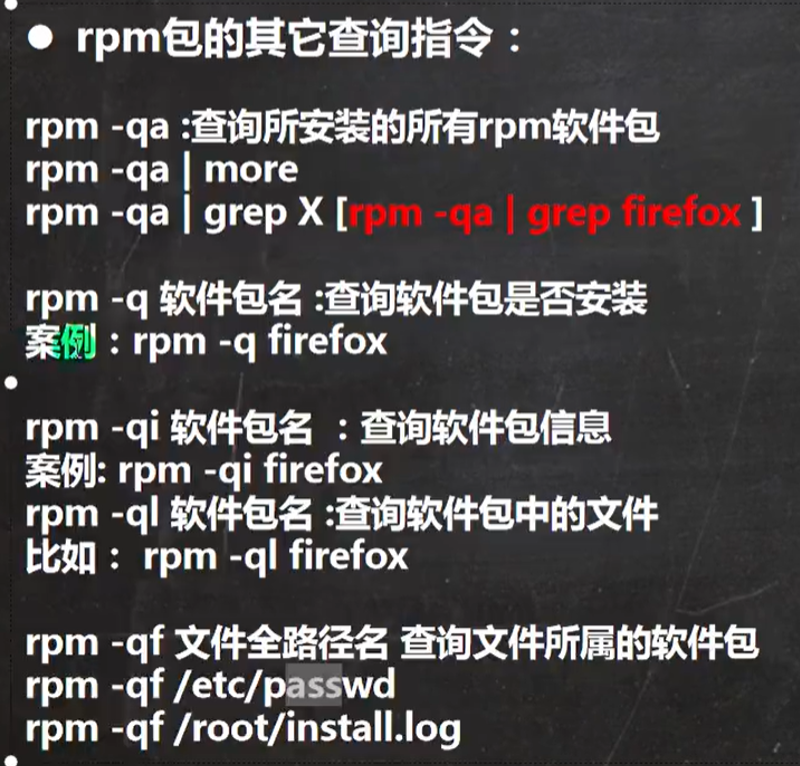 ● rpm包的其它查询指令：
rpm -qa :查询所安装的所有rpm软件包
rpm -qa | more
rpm -qa | grep X [rpm -qa | grep firefox ]
rpm -q 软件包名 :查询软件包是否安装
案例：rpm -q firefox
rpm -qi 软件包名 ：查询软件包信息
案例: rpm -qi firefox
rpm -ql 软件包名 :查询软件包中的文件
比如： rpm -ql firefox
rpm -qf 文件全路径名 查询文件所属的软件包
rpm -qf /etc/passwd
rpm -qf /root/install.log